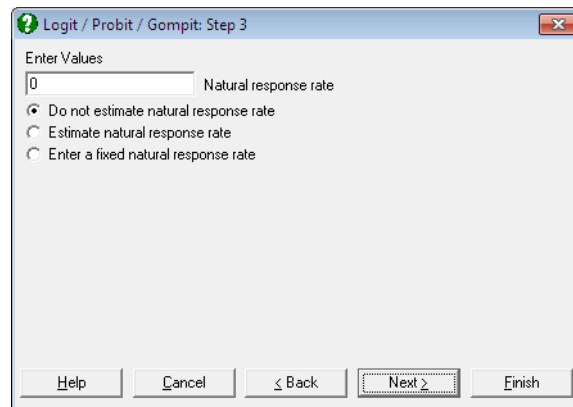 Logit / Probit / Gompit: Step 3
Enter Values
0 Natural response rate
Do not estimate natural response rate
Estimate natural response rate
Enter a fixed natural response rate
Help Cancel < Back Next > Finish